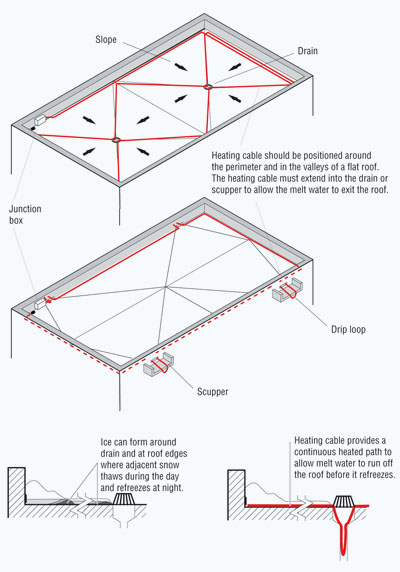 Slope
Drain
Heating cable should be positioned around
the perimeter and in the valleys of a flat roof.
The heating cable must extend into the drain or
scupper to allow the melt water to exit the roof.
Junction
box
Drip loop
Scupper
Ice can form around
drain and at roof edges
where adjacent snow
thaws during the day
and refreezes at night.
Heating cable provides a
continuous heated path to
allow melt water to run off
the roof before it refreezes.